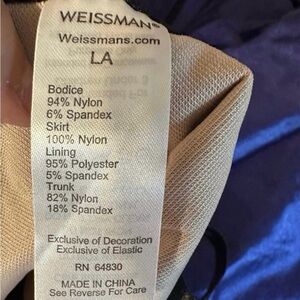 WEISSMAN®
Weissmans.com
LA
Bodice
94% Nylon
6% Spandex
Skirt
100% Nylon
Lining
95% Polyester
5% Spandex
Trunk
82% Nylon
18% Spandex
Exclusive of Decoration
Exclusive of Elastic
RN 64830
MADE IN CHINA
See Reverse For Care